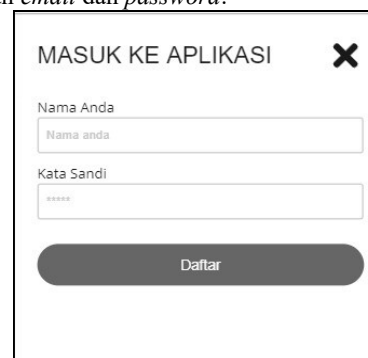 email dan password.
MASUK KE APLIKASI
Nama Anda
Nama anda
Kata Sandi
*****
Daftar